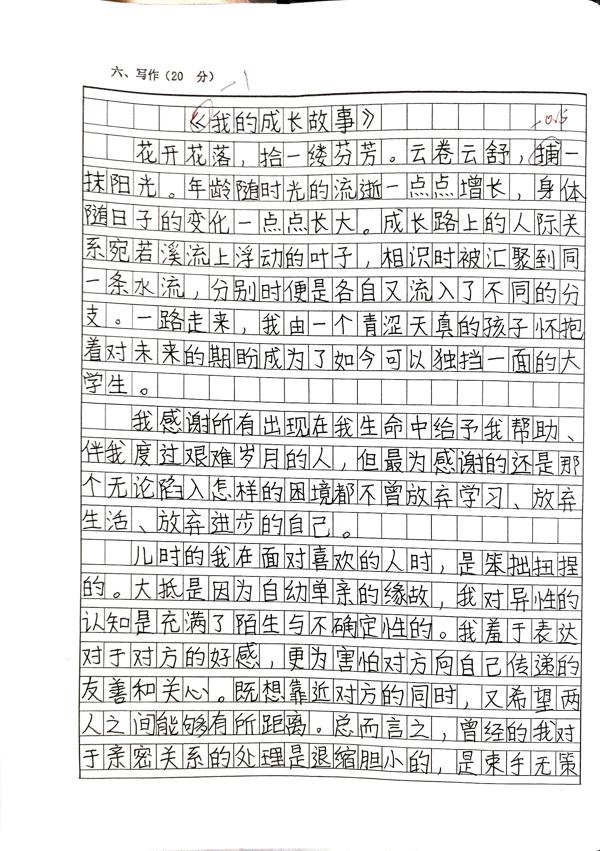 六、写作（20 分）
-1
《我的成长故事》
-0.5
花开花落，拾一缕芬芳。云卷云舒，捕一
抹阳光。年龄随时光的流逝一点点增长，身体
随日子的变化一点点长大。成长路上的人际关
系宛若溪流上浮动的叶子，相识时被汇聚到同
一条水流，分别时便是各自又流入了不同的分
支。一路走来，我由一个青涩天真的孩子怀抱
着对未来的期盼成为了如今可以独挡一面的大
学生。
我感谢所有出现在我生命中给予我帮助、
伴我度过艰难岁月的人，但最为感谢的还是那
个无论陷入怎样的困境都不曾放弃学习、放弃
生活、放弃进步的自己。
儿时的我在面对喜欢的人时，是笨拙扭捏
的。大抵是因为自幼单亲的缘故，我对异性的
认知是充满了陌生与不确定性的。我羞于表达
对于对方的好感，更为害怕对方向自己传递的
友善和关心。既想靠近对方的同时，又希望两
人之间能够有所距离。总而言之，曾经的我对
于亲密关系的处理是退缩胆小的，是束手无策